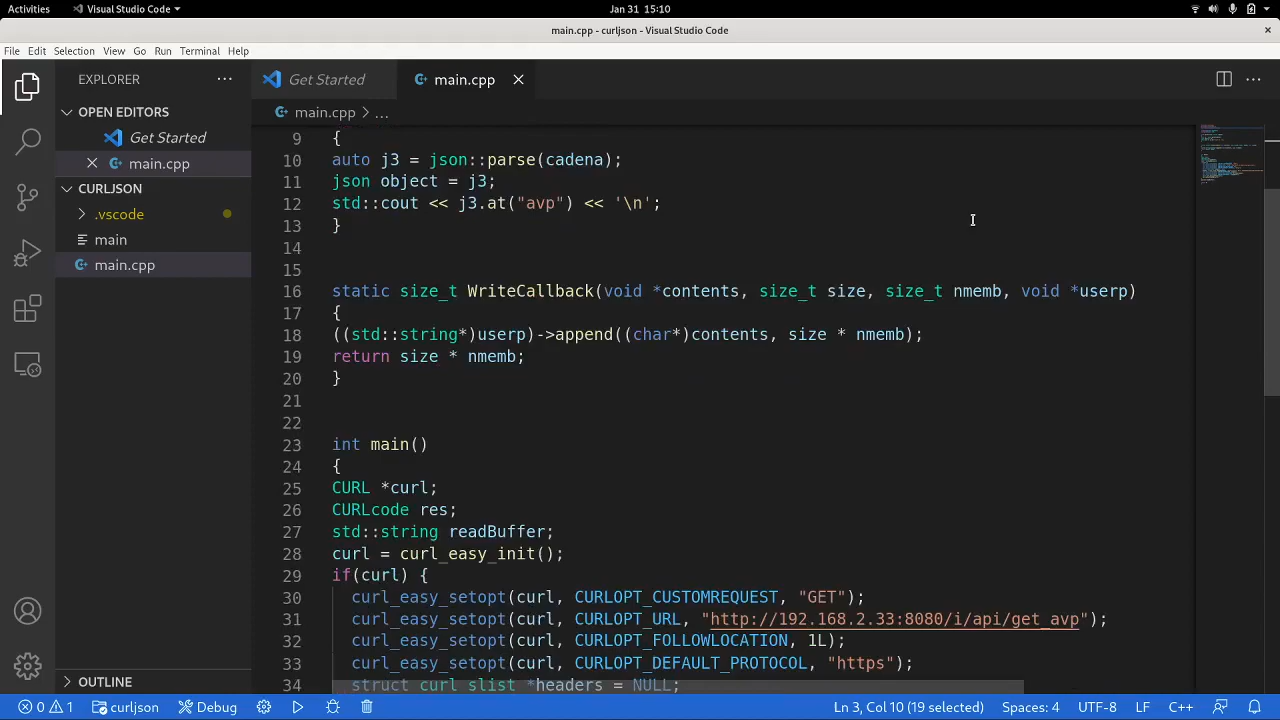 Activities
Visual Studio Code
Jan 31 15:10
main.cpp - curljson - Visual Studio Code
File Edit Selection View Go Run Terminal Help
EXPLORER
Get Started
main.cpp
OPEN EDITORS
main.cpp > ...
Get Started
main.cpp
CURLJSON
.vscode
main
main.cpp
9 {
10 auto j3 = json::parse(cadena);
11 json object = j3;
12 std::cout << j3.at("avp") << '\n';
13 }
14
15
16 static size_t WriteCallback(void *contents, size_t size, size_t nmemb, void *userp)
17 {
18 ((std::string*)userp)->append((char*)contents, size * nmemb);
19 return size * nmemb;
20 }
21
22
23 int main()
24 {
25 CURL *curl;
26 CURLcode res;
27 std::string readBuffer;
28 curl = curl_easy_init();
29 if(curl) {
30 curl_easy_setopt(curl, CURLOPT_CUSTOMREQUEST, "GET");
31 curl_easy_setopt(curl, CURLOPT_URL, "http://192.168.2.33:8080/i/api/get_avp");
32 curl_easy_setopt(curl, CURLOPT_FOLLOWLOCATION, 1L);
33 curl_easy_setopt(curl, CURLOPT_DEFAULT_PROTOCOL, "https");
34 struct curl_slist *headers = NULL;
OUTLINE
0 1 curljson Debug Ln 3, Col 10 (19 selected) Spaces: 4 UTF-8 LF C++